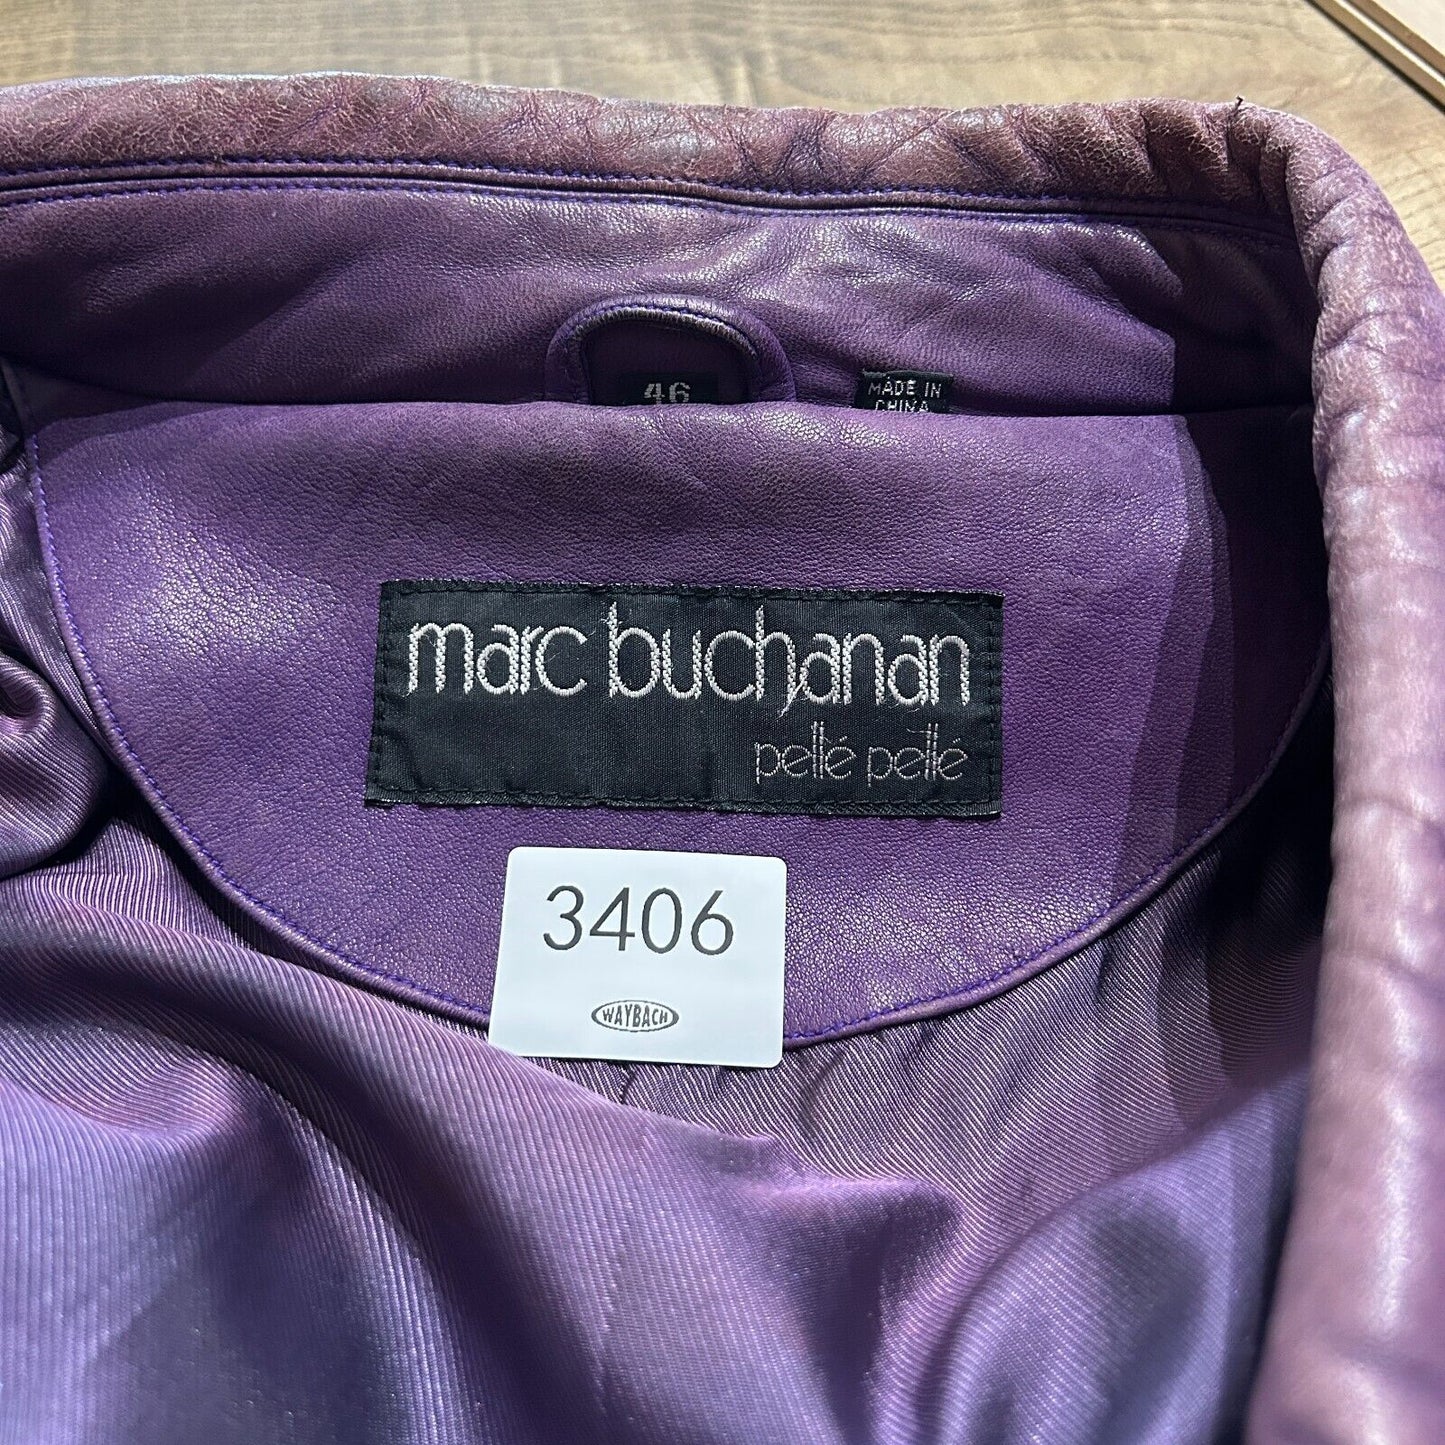 46
MADE IN
CHINA
marc buchanan
pellé pellé
3406
WAYBACH